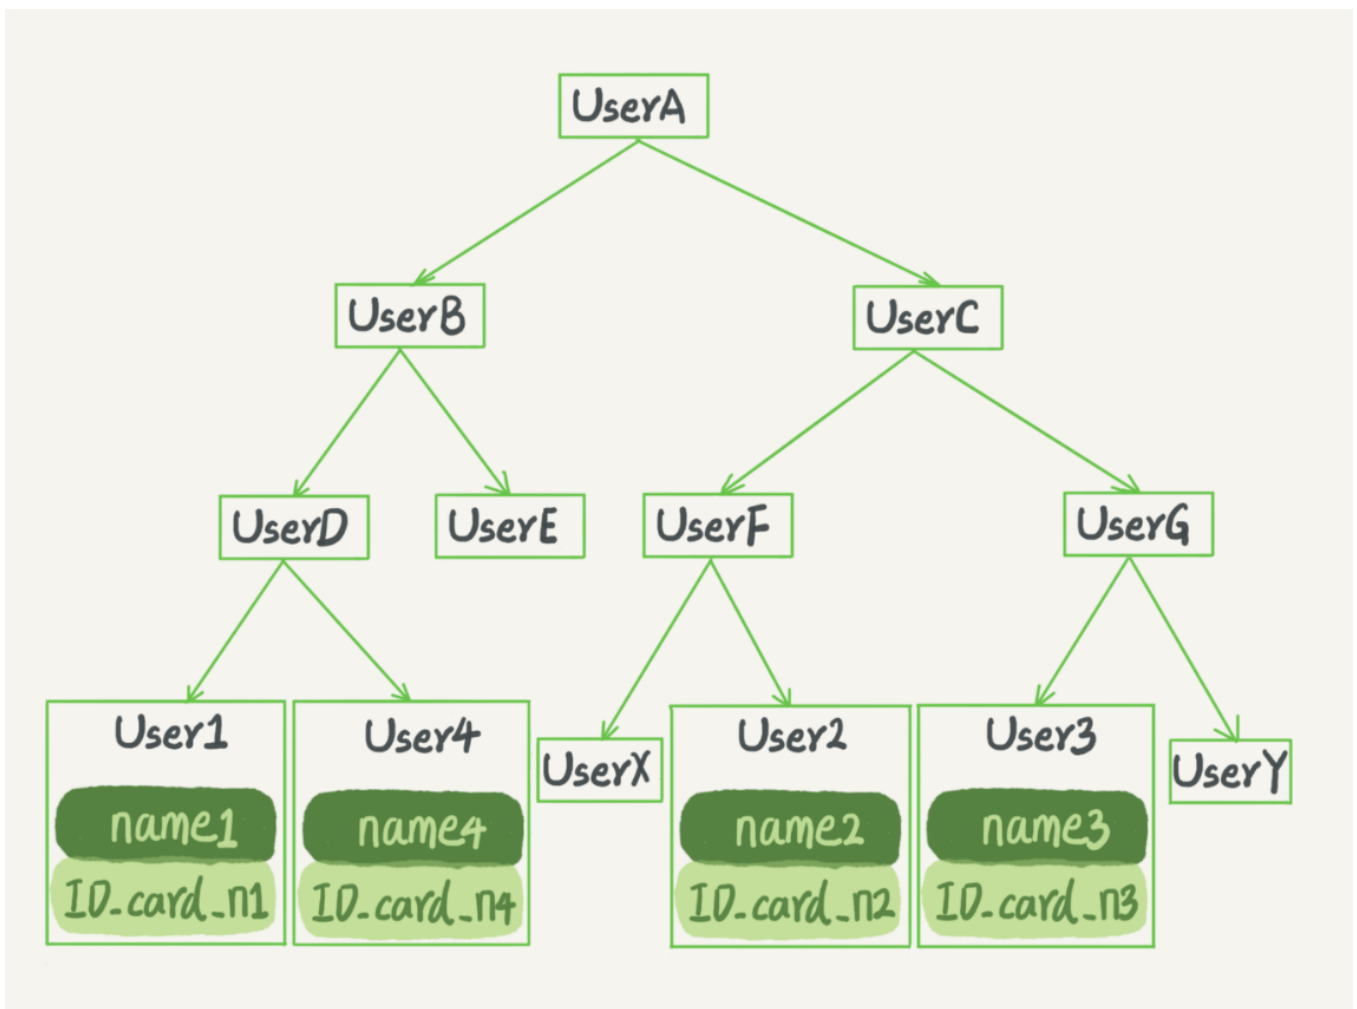 UserA
UserB
UserC
UserD
UserE
UserF
UserG
User1
name1
ID_card_n1
User4
name4
ID_card_n4
UserX
User2
name2
ID_card_n2
User3
name3
ID_card_n3
UserY